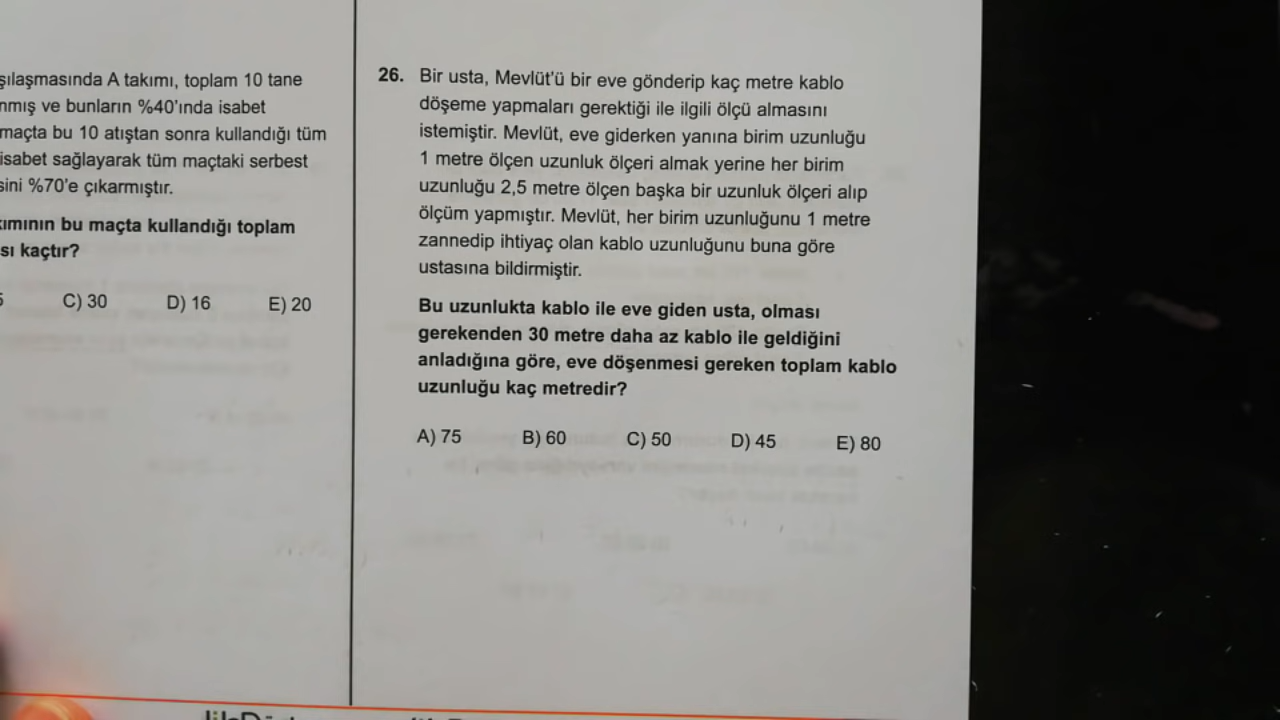 şılaşmasında A takımı, toplam 10 tane
nmış ve bunların %40'ında isabet
maçta bu 10 atıştan sonra kullandığı tüm
isabet sağlayarak tüm maçtaki serbest
sini %70'e çıkarmıştır.
kımının bu maçta kullandığı toplam
sı kaçtır?
C) 30 D) 16 E) 20
26. Bir usta, Mevlüt'ü bir eve gönderip kaç metre kablo
döşeme yapmaları gerektiği ile ilgili ölçü almasını
istemiştir. Mevlüt, eve giderken yanına birim uzunluğu
1 metre ölçen uzunluk ölçeri almak yerine her birim
uzunluğu 2,5 metre ölçen başka bir uzunluk ölçeri alıp
ölçüm yapmıştır. Mevlüt, her birim uzunluğunu 1 metre
zannedip ihtiyaç olan kablo uzunluğunu buna göre
ustasına bildirmiştir.
Bu uzunlukta kablo ile eve giden usta, olması
gerekenden 30 metre daha az kablo ile geldiğini
anladığına göre, eve döşenmesi gereken toplam kablo
uzunluğu kaç metredir?
A) 75 B) 60 C) 50 D) 45 E) 80